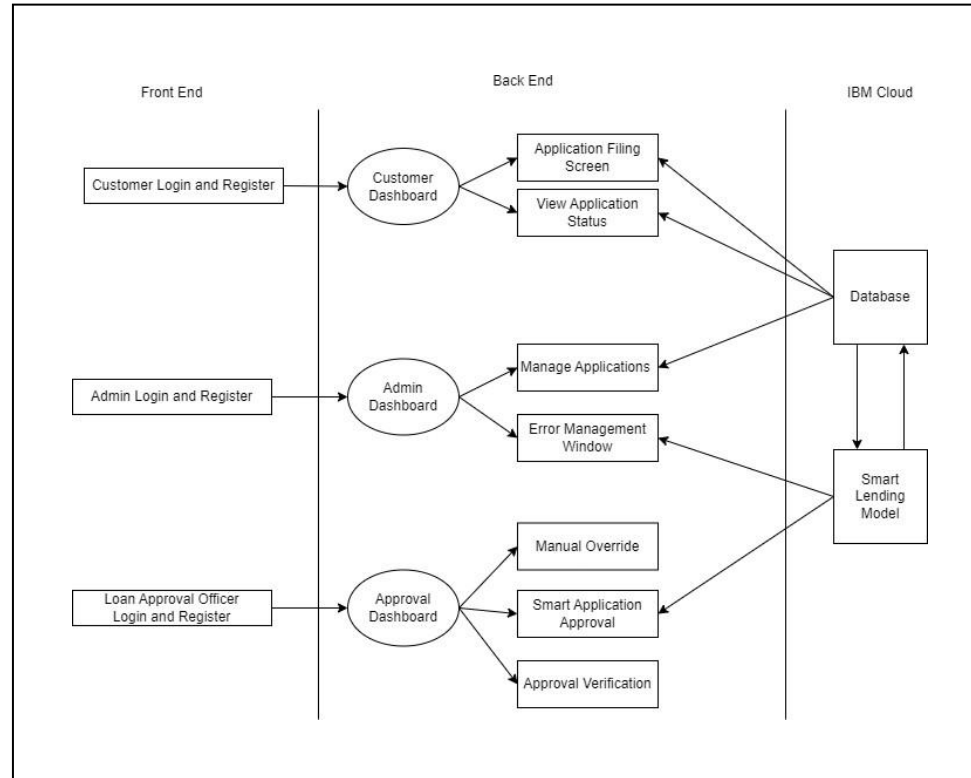 Front End
Back End
IBM Cloud
Customer Login and Register
Customer
Dashboard
Application Filing
Screen
View Application
Status
Database
Admin Login and Register
Admin
Dashboard
Manage Applications
Error Management
Window
Smart
Lending
Model
Loan Approval Officer
Login and Register
Approval
Dashboard
Manual Override
Smart Application
Approval
Approval Verification